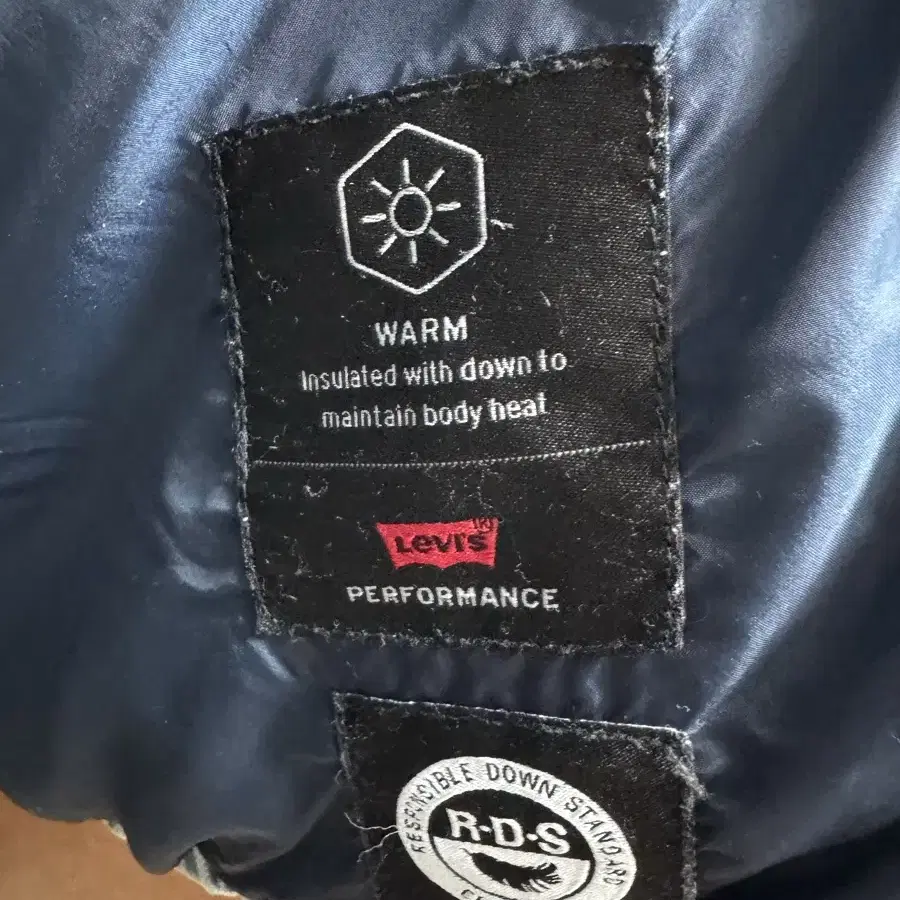 WARM
Insulated with down to
maintain body heat
Levi's®
PERFORMANCE
RESPONSIBLE DOWN STANDARD
R·D·S